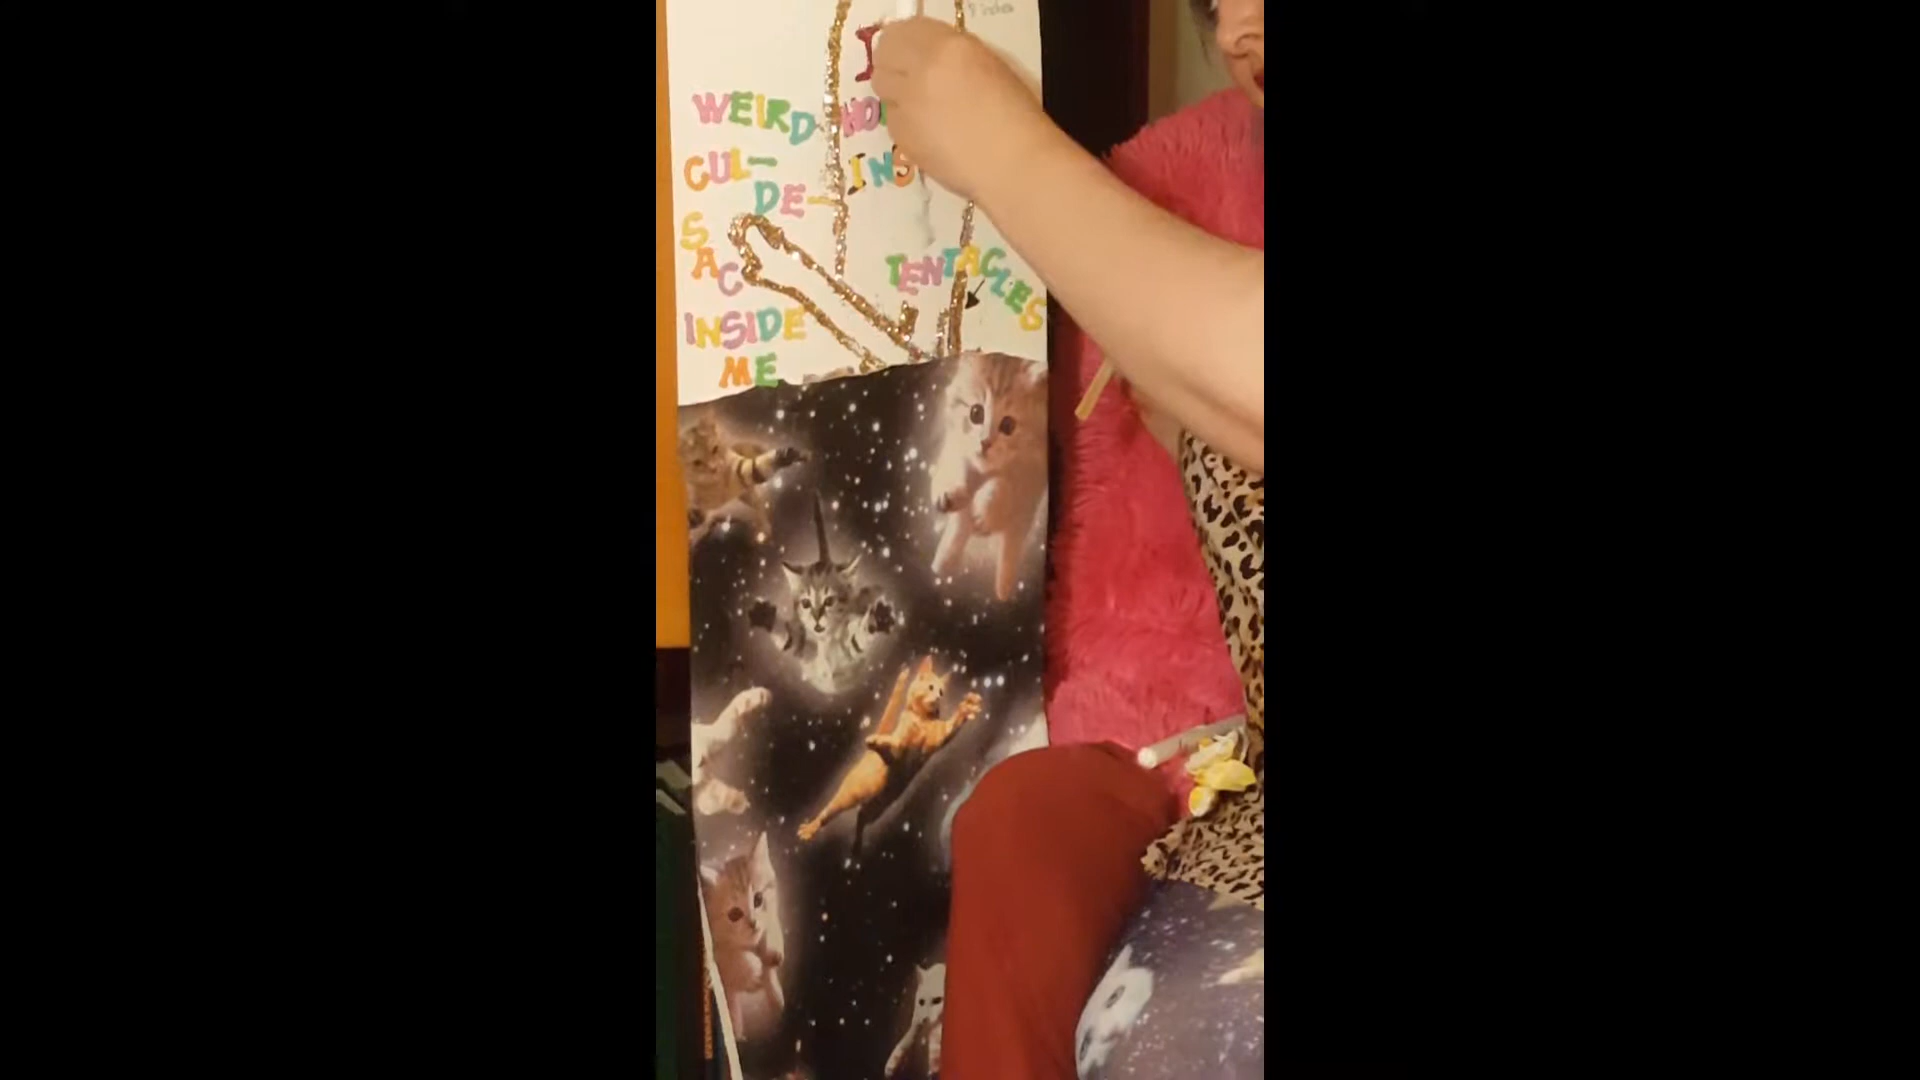 I
WEIRD
CUL-
DE-
SAC
INSIDE
ME
TENTACLES